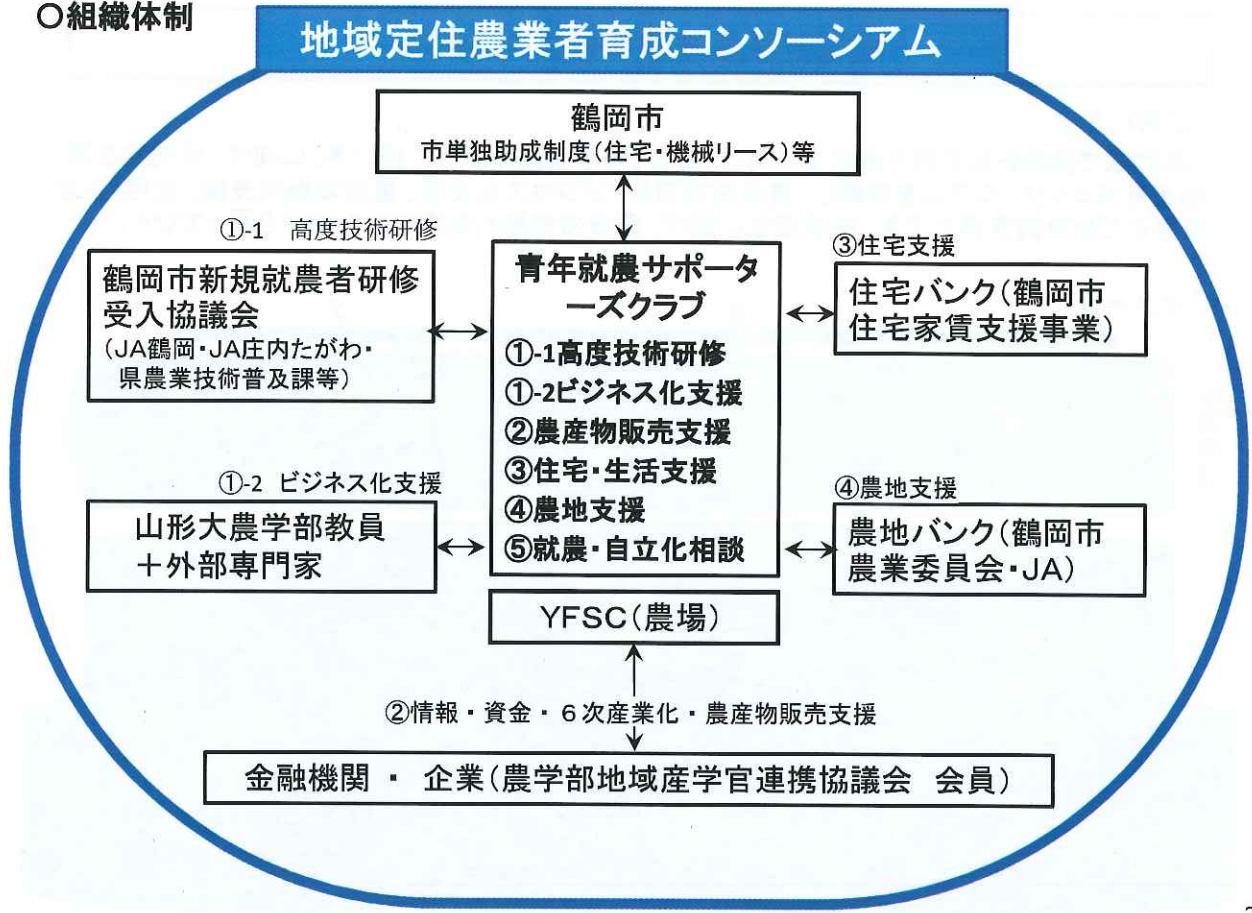 ○組織体制
地域定住農業者育成コンソーシアム
鶴岡市
市単独助成制度(住宅・機械リース)等
①-1 高度技術研修
鶴岡市新規就農者研修
受入協議会
(JA鶴岡・JA庄内たがわ・
県農業技術普及課等)
青年就農サポータ
ーズクラブ
①-1高度技術研修
①-2ビジネス化支援
②農産物販売支援
③住宅・生活支援
④農地支援
⑤就農・自立化相談
③住宅支援
住宅バンク(鶴岡市
住宅家賃支援事業)
①-2 ビジネス化支援
山形大農学部教員
+外部専門家
④農地支援
農地バンク(鶴岡市
農業委員会・JA)
YFSC(農場)
②情報・資金・6次産業化・農産物販売支援
金融機関 ・ 企業(農学部地域産学官連携協議会 会員)